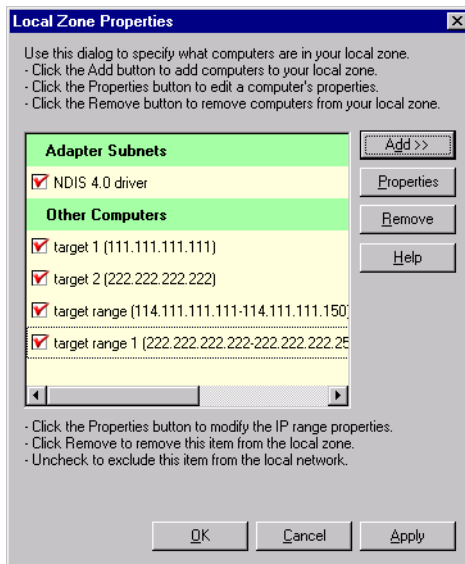 Local Zone Properties
Use this dialog to specify what computers are in your local zone.
- Click the Add button to add computers to your local zone.
- Click the Properties button to edit a computer's properties.
- Click the Remove button to remove computers from your local zone.
Adapter Subnets
NDIS 4.0 driver
Other Computers
target 1 (111.111.111.111)
target 2 (222.222.222.222)
target range (114.111.111.111-114.111.111.150)
target range 1 (222.222.222.222-222.222.222.25
Add >>
Properties
Remove
Help
- Click the Properties button to modify the IP range properties.
- Click Remove to remove this item from the local zone.
- Uncheck to exclude this item from the local network.
OK
Cancel
Apply